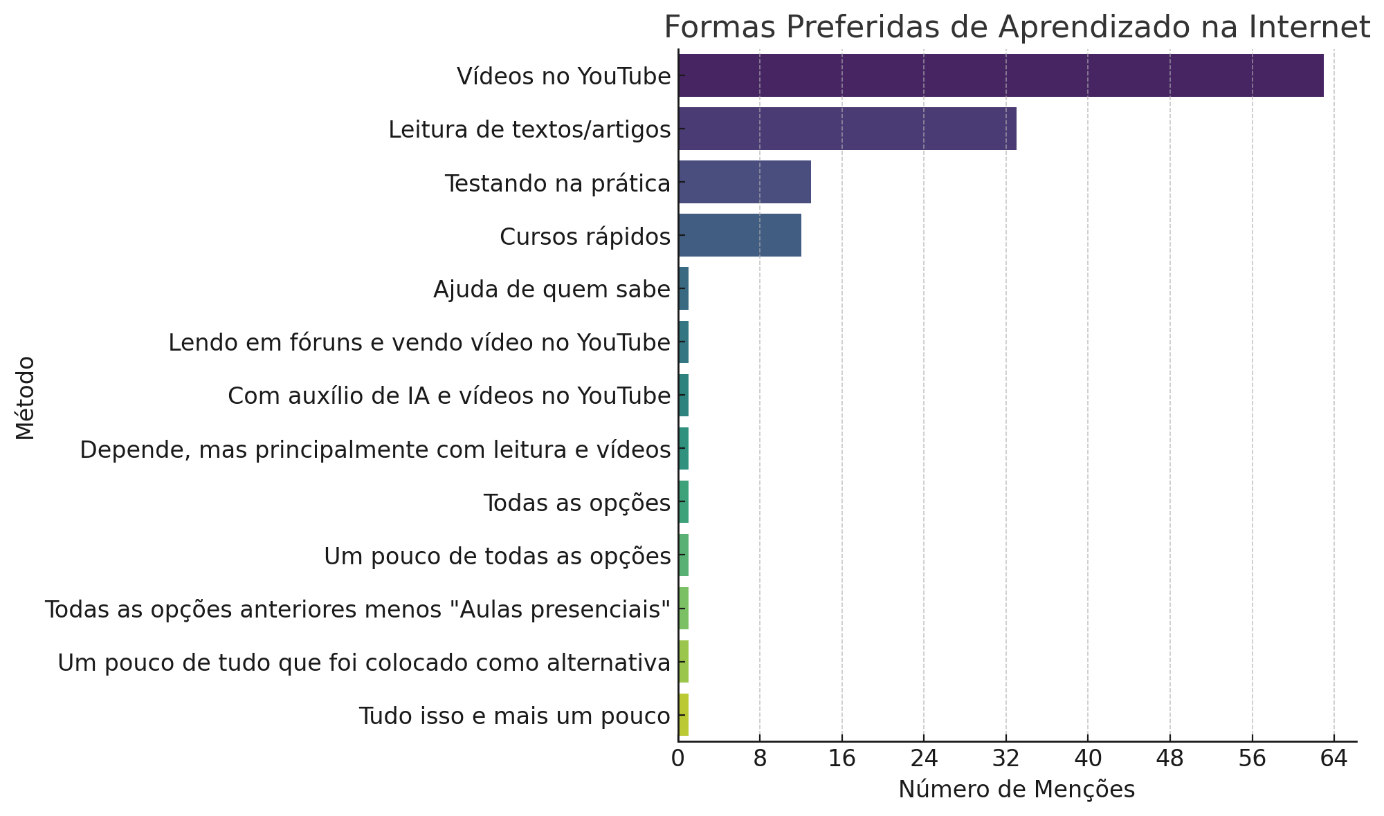 Formas Preferidas de Aprendizado na Internet
Vídeos no YouTube
Leitura de textos/artigos
Testando na prática
Cursos rápidos
Ajuda de quem sabe
Lendo em fóruns e vendo vídeo no YouTube
Com auxílio de IA e vídeos no YouTube
Depende, mas principalmente com leitura e vídeos
Todas as opções
Um pouco de todas as opções
Todas as opções anteriores menos "Aulas presenciais"
Um pouco de tudo que foi colocado como alternativa
Tudo isso e mais um pouco
Método
0 8 16 24 32 40 48 56 64
Número de Menções